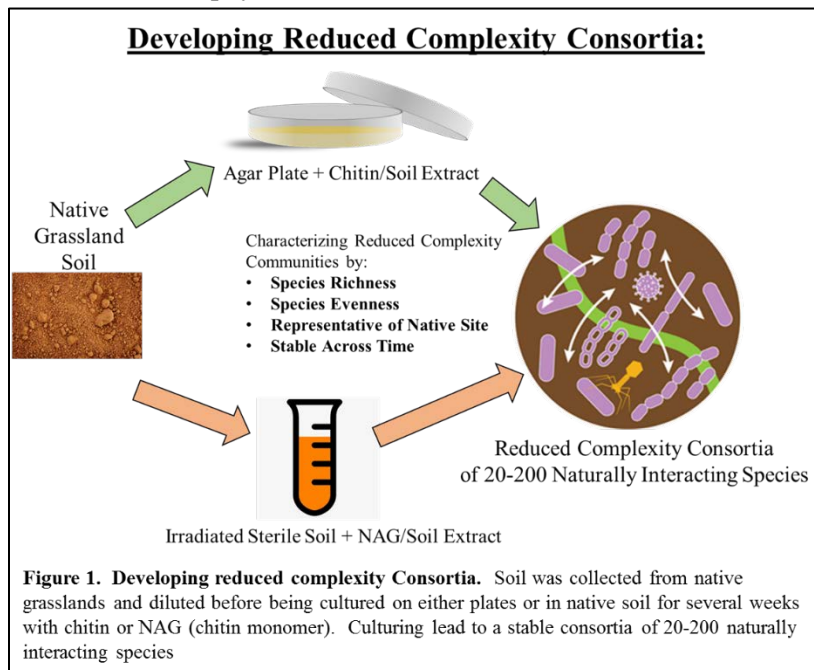 Developing Reduced Complexity Consortia:
Agar Plate + Chitin/Soil Extract
Native
Grassland
Soil
Characterizing Reduced Complexity
Communities by:
• Species Richness
• Species Evenness
• Representative of Native Site
• Stable Across Time
Reduced Complexity Consortia
of 20-200 Naturally Interacting Species
Irradiated Sterile Soil + NAG/Soil Extract
Figure 1. Developing reduced complexity Consortia. Soil was collected from native
grasslands and diluted before being cultured on either plates or in native soil for several weeks
with chitin or NAG (chitin monomer). Culturing lead to a stable consortia of 20-200 naturally
interacting species